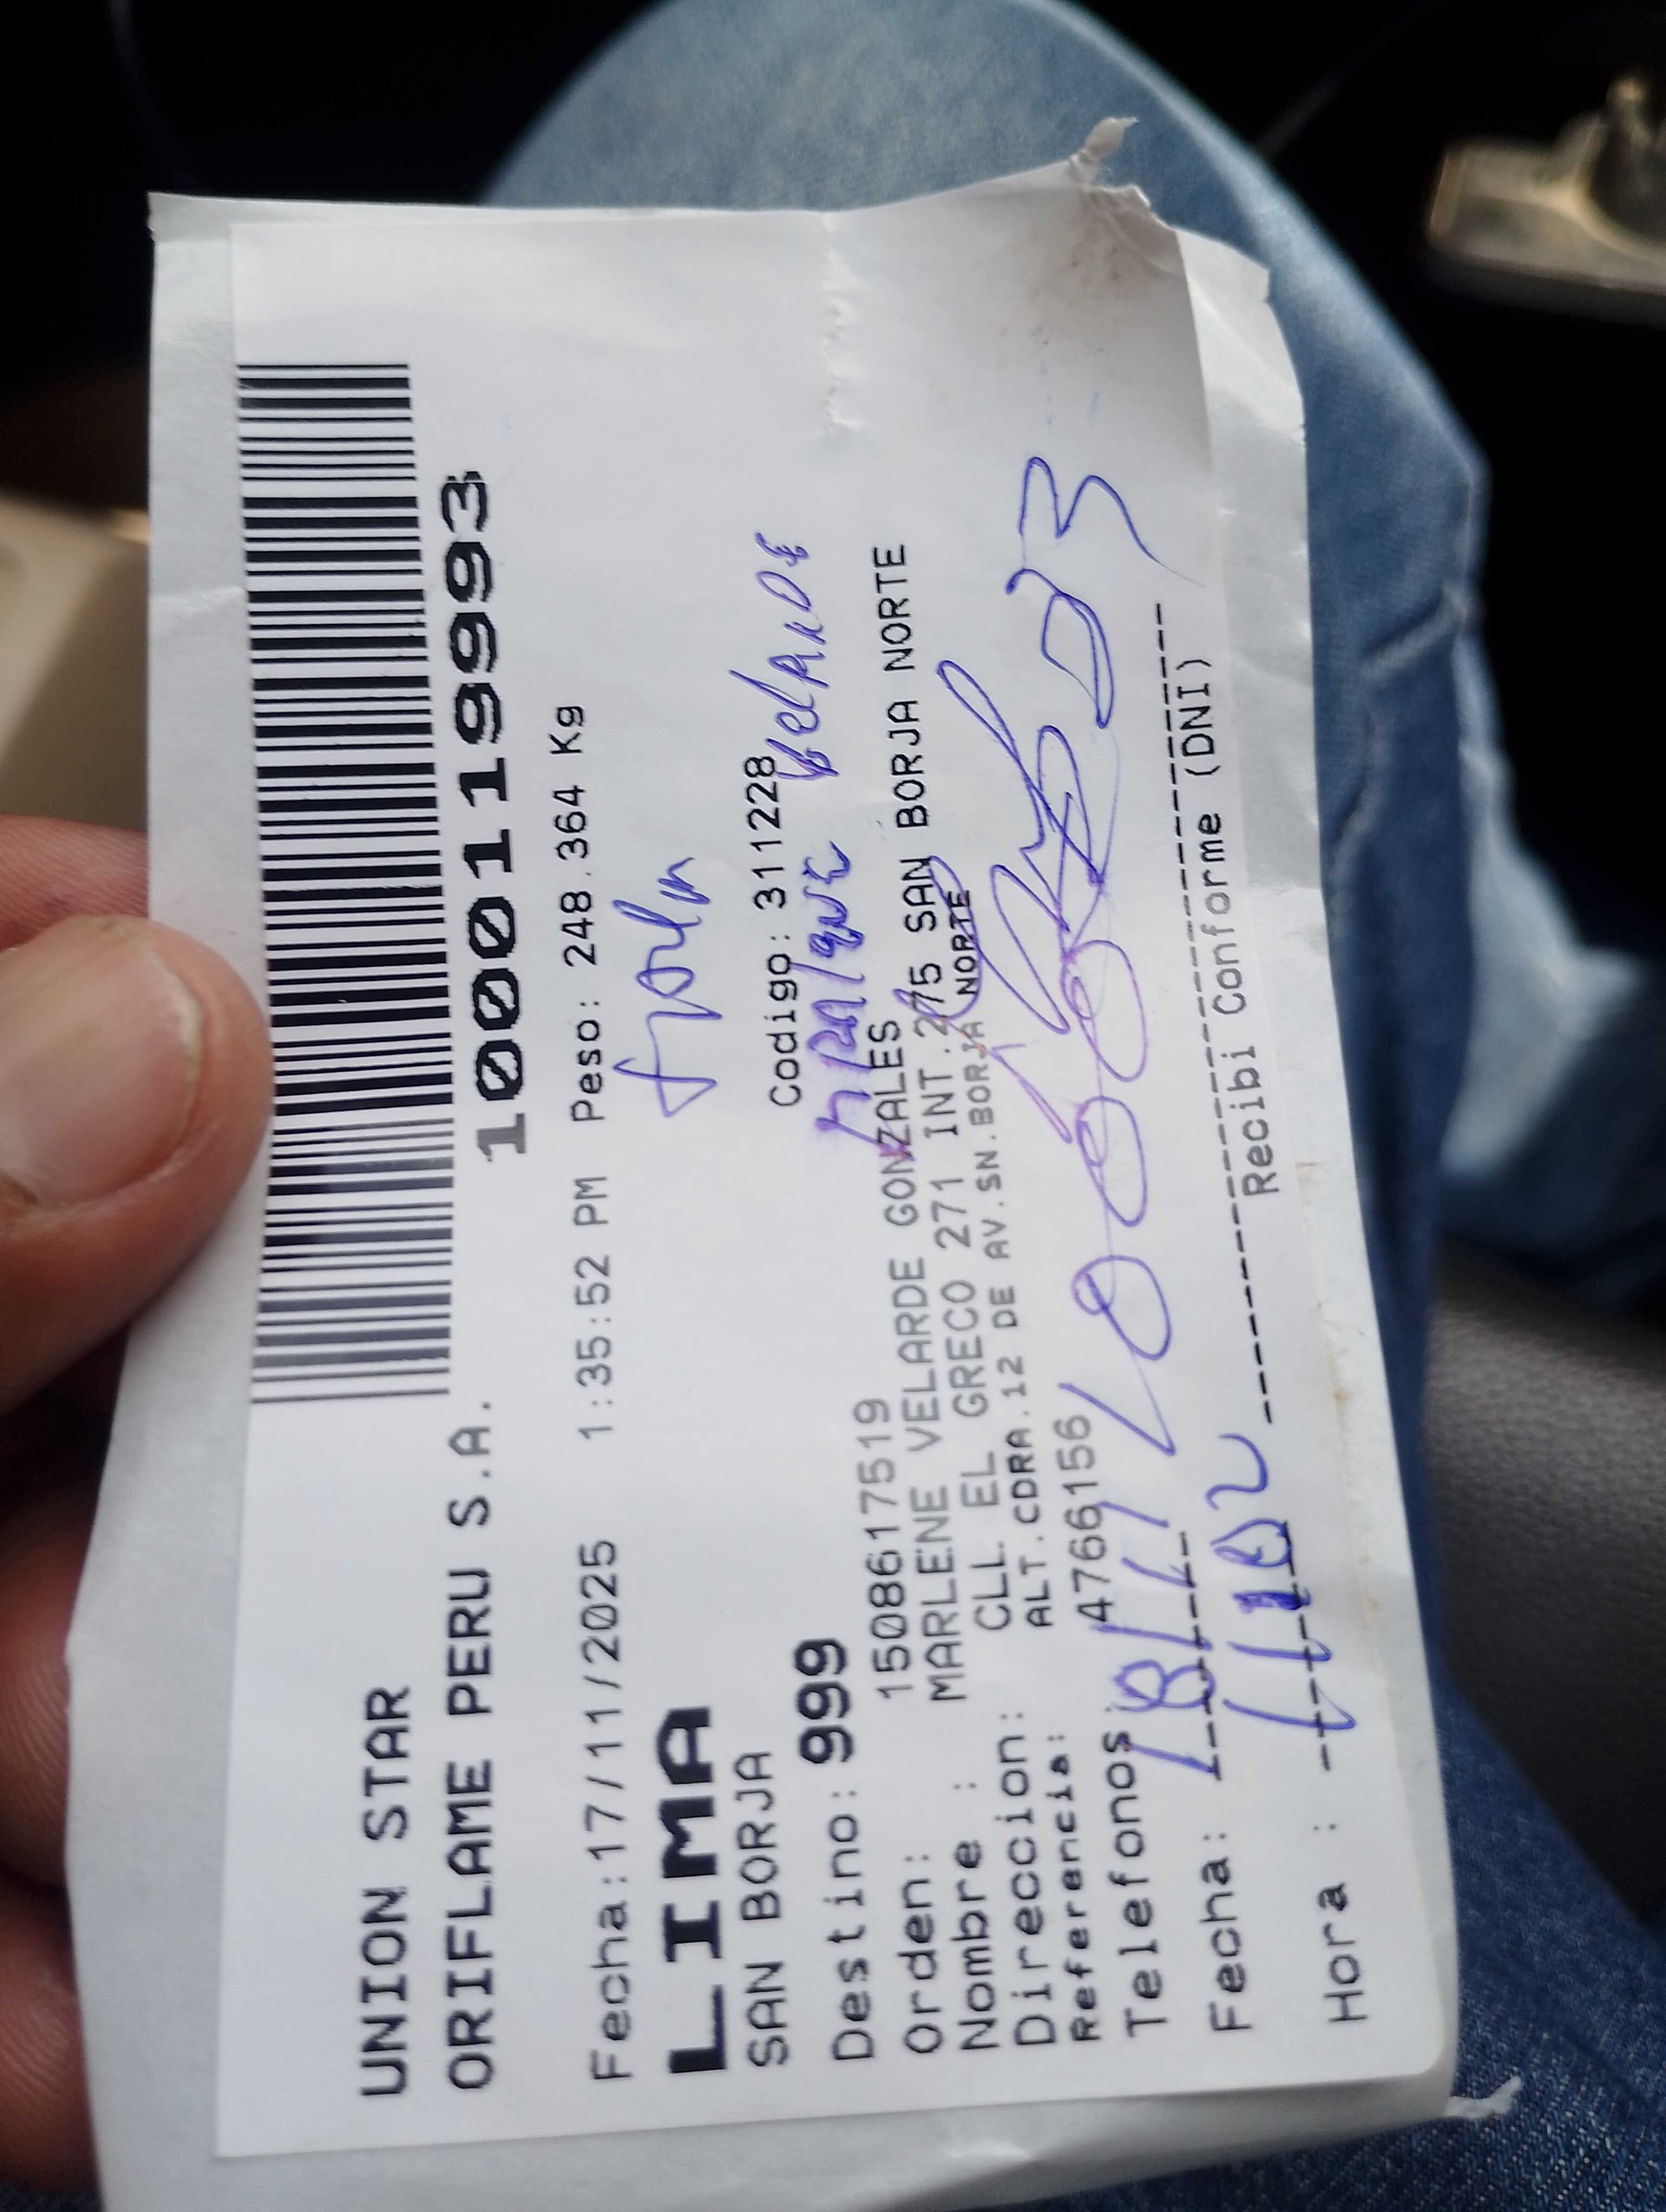 UNION STAR
ORIFLAME PERU S.A.
1000119993
Fecha:17/11/2025 1:35:52 PM Peso: 248.364 Kg
LIMA
SAN BORJA
Destino: 999 Codigo: 311228
Orden: 1508617519
Nombre : MARLENE VELARDE GONZALES
Direccion: CLL EL GRECO 271 INT.275 SAN BORJA NORTE
Referencia: ALT.CDRA.12 DE AV.SN.BORJA NORTE
Telefonos: 47661156
Fecha: 18/11
Hora :
Recibi Conforme (DNI)